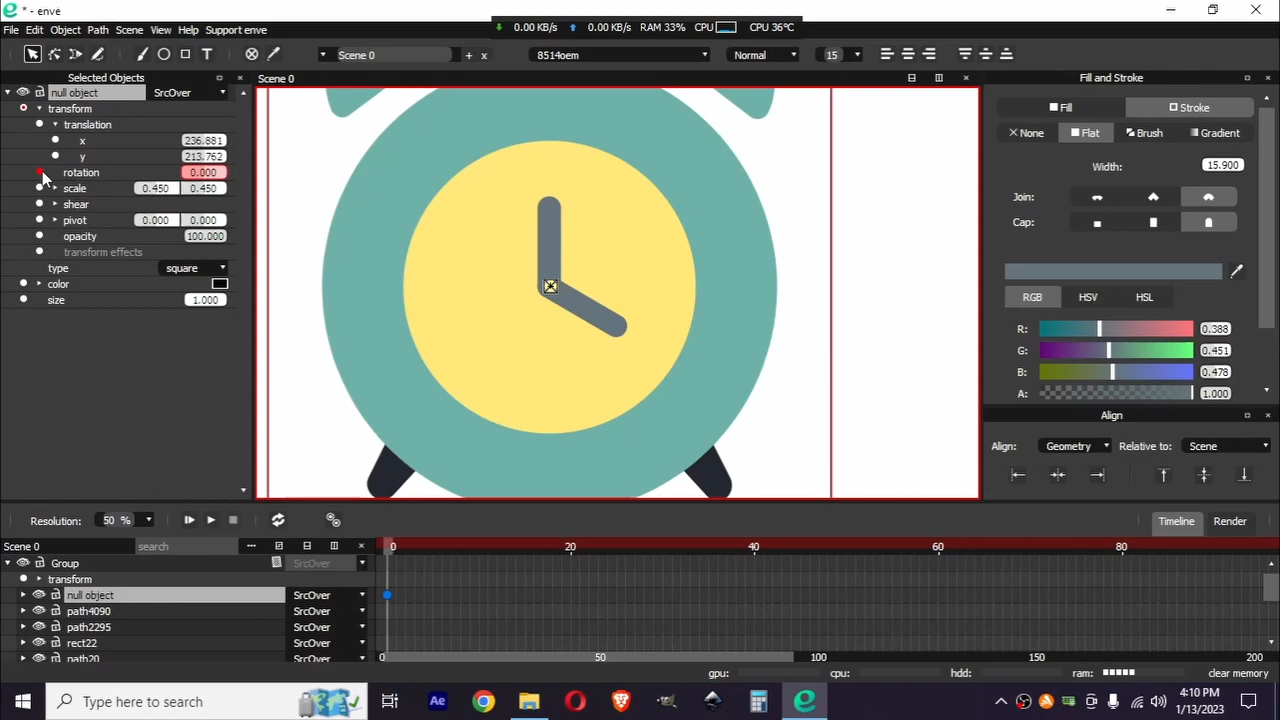 * - enve
File Edit Object Path Scene View Help Support enve
0.00 KB/s 0.00 KB/s RAM 33% CPU CPU 36°C
T Scene 0 + x 8514oem Normal 15
Selected Objects
Scene 0
Fill and Stroke
null object SrcOver
transform
translation
x 236.881
y 213.762
rotation 0.000
scale 0.450 0.450
shear
pivot 0.000 0.000
opacity 100.000
transform effects
type square
color
size 1.000
Fill Stroke
None Flat Brush Gradient
Width: 15.900
Join:
Cap:
RGB HSV HSL
R: 0.388
G: 0.451
B: 0.478
A: 1.000
Align
Align: Geometry Relative to: Scene
Resolution: 50 % Timeline Render
Scene 0 search 0 20 40 60 80
Group SrcOver
transform
null object SrcOver
path4090 SrcOver
path2295 SrcOver
rect22 SrcOver
path20 SrcOver
0 50 100 150 200
gpu: cpu: hdd: ram: clear memory
Type here to search
Ae
4:10 PM
1/13/2023